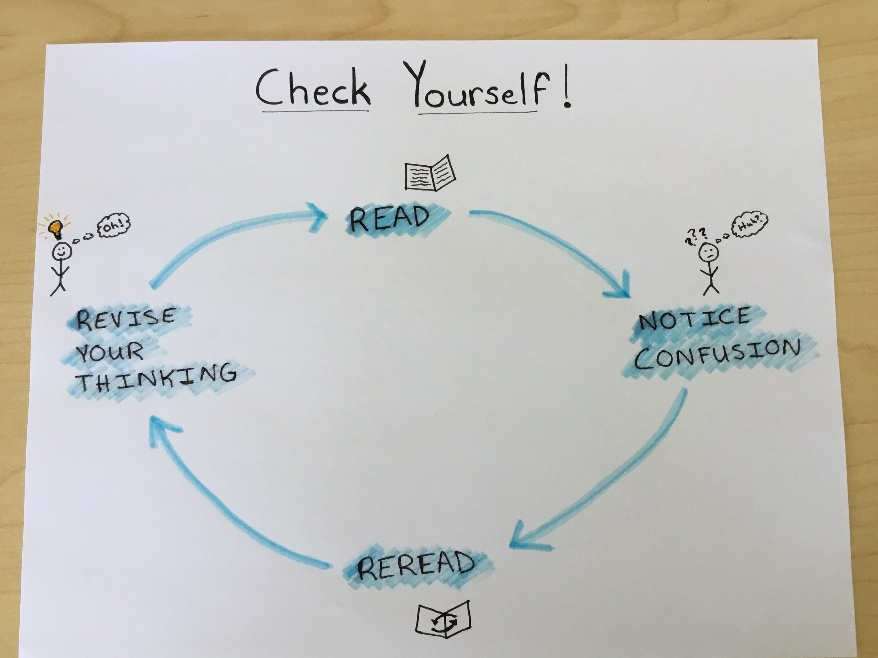 Check Yourself!
READ
Oh!
???
Huh?
REVISE
YOUR
THINKING
NOTICE
CONFUSION
REREAD